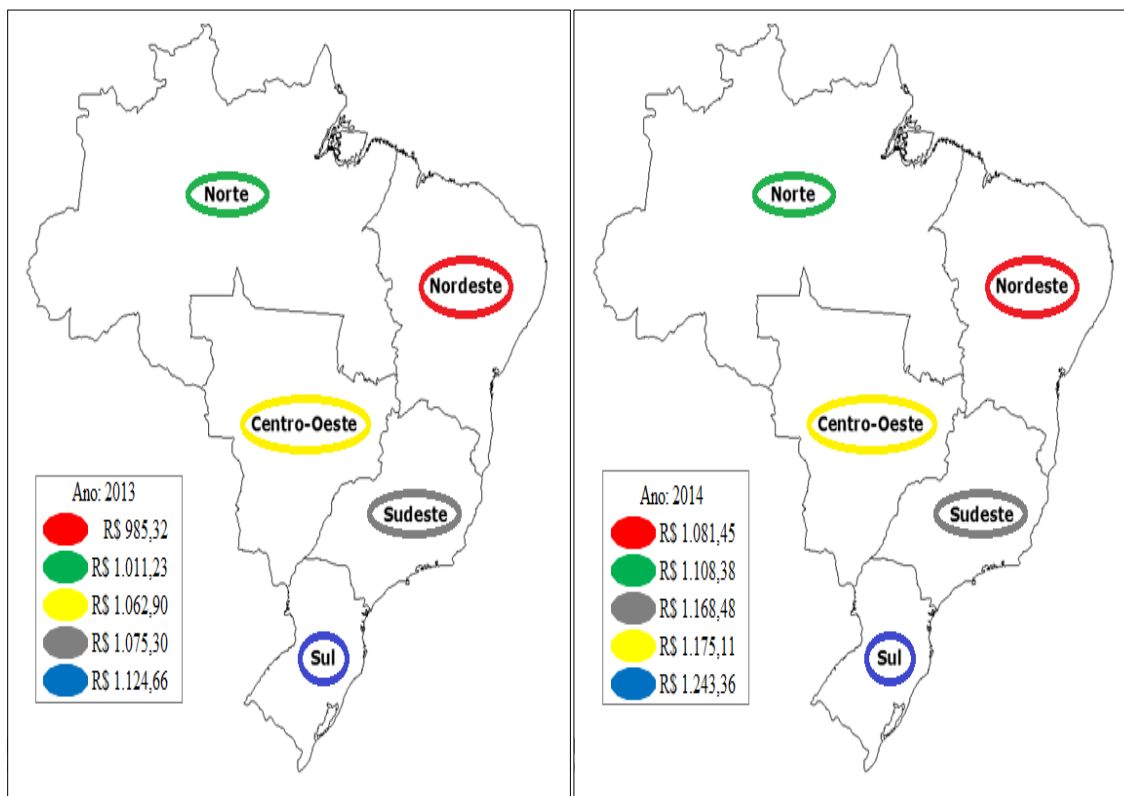 Norte
Nordeste
Centro-Oeste
Sudeste
Sul
Ano: 2013
R$ 985,32
R$ 1.011,23
R$ 1.062,90
R$ 1.075,30
R$ 1.124,66
Norte
Nordeste
Centro-Oeste
Sudeste
Sul
Ano: 2014
R$ 1.081,45
R$ 1.108,38
R$ 1.168,48
R$ 1.175,11
R$ 1.243,36